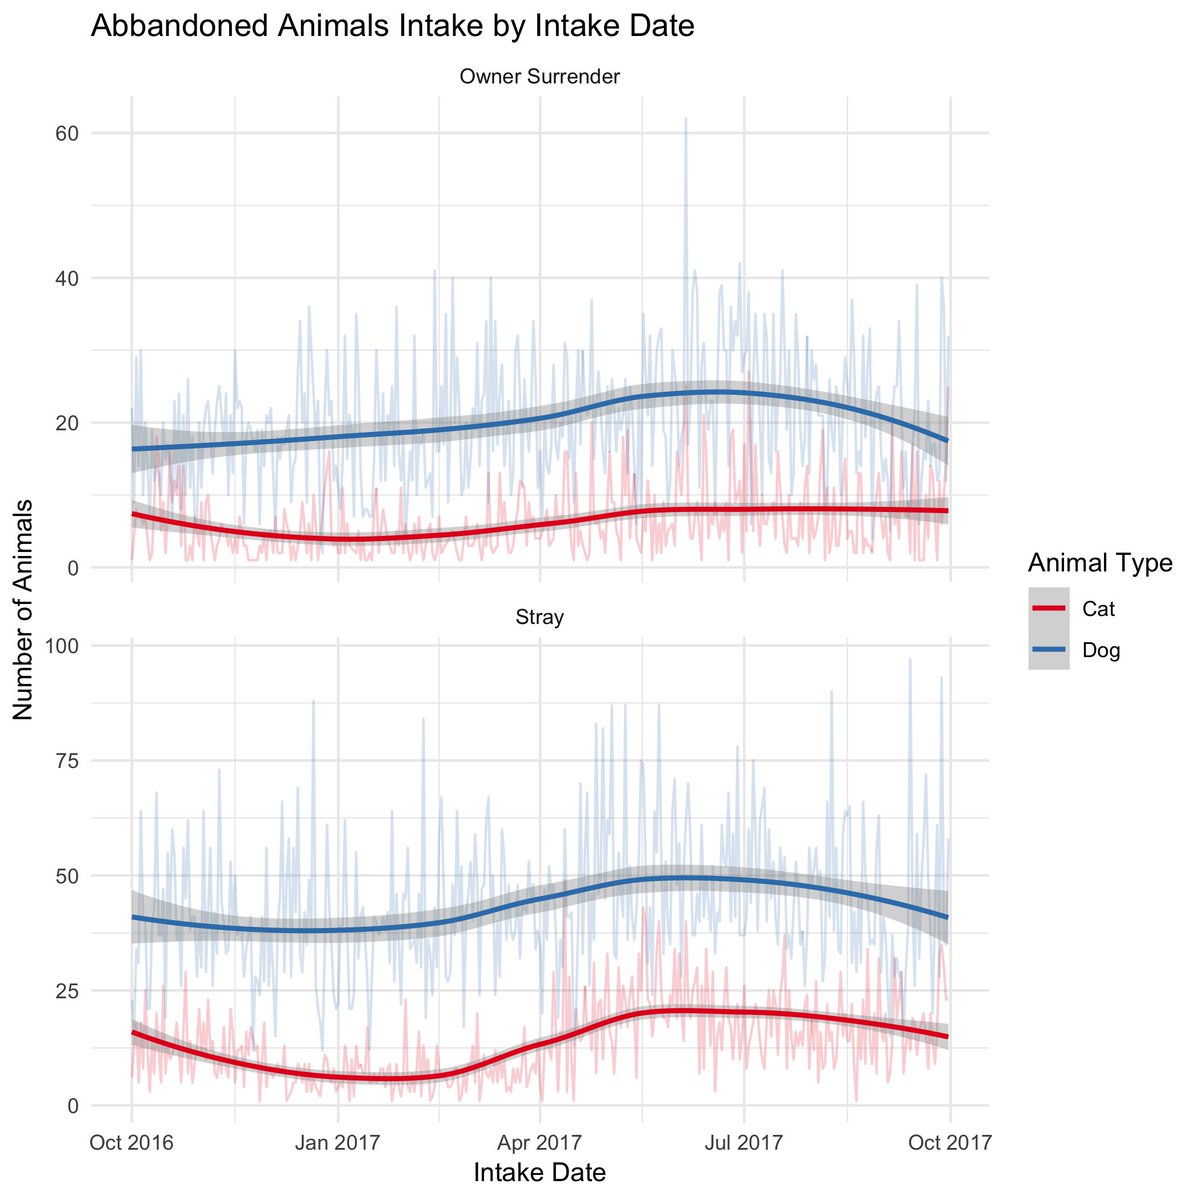 Abbandoned Animals Intake by Intake Date
Owner Surrender
60
40
20
0
Stray
100
75
50
25
0
Number of Animals
Oct 2016
Jan 2017
Apr 2017
Jul 2017
Oct 2017
Intake Date
Animal Type
Cat
Dog